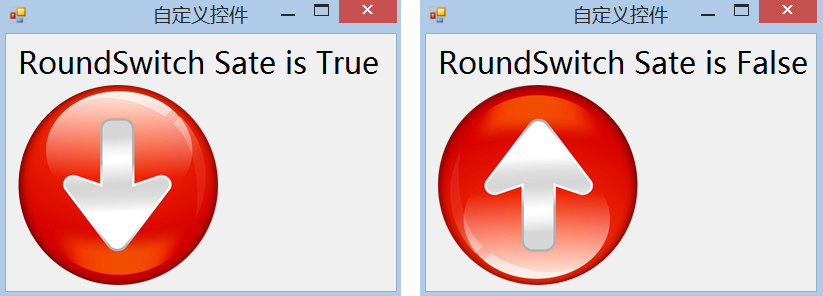 自定义控件
RoundSwitch Sate is True
自定义控件
RoundSwitch Sate is False